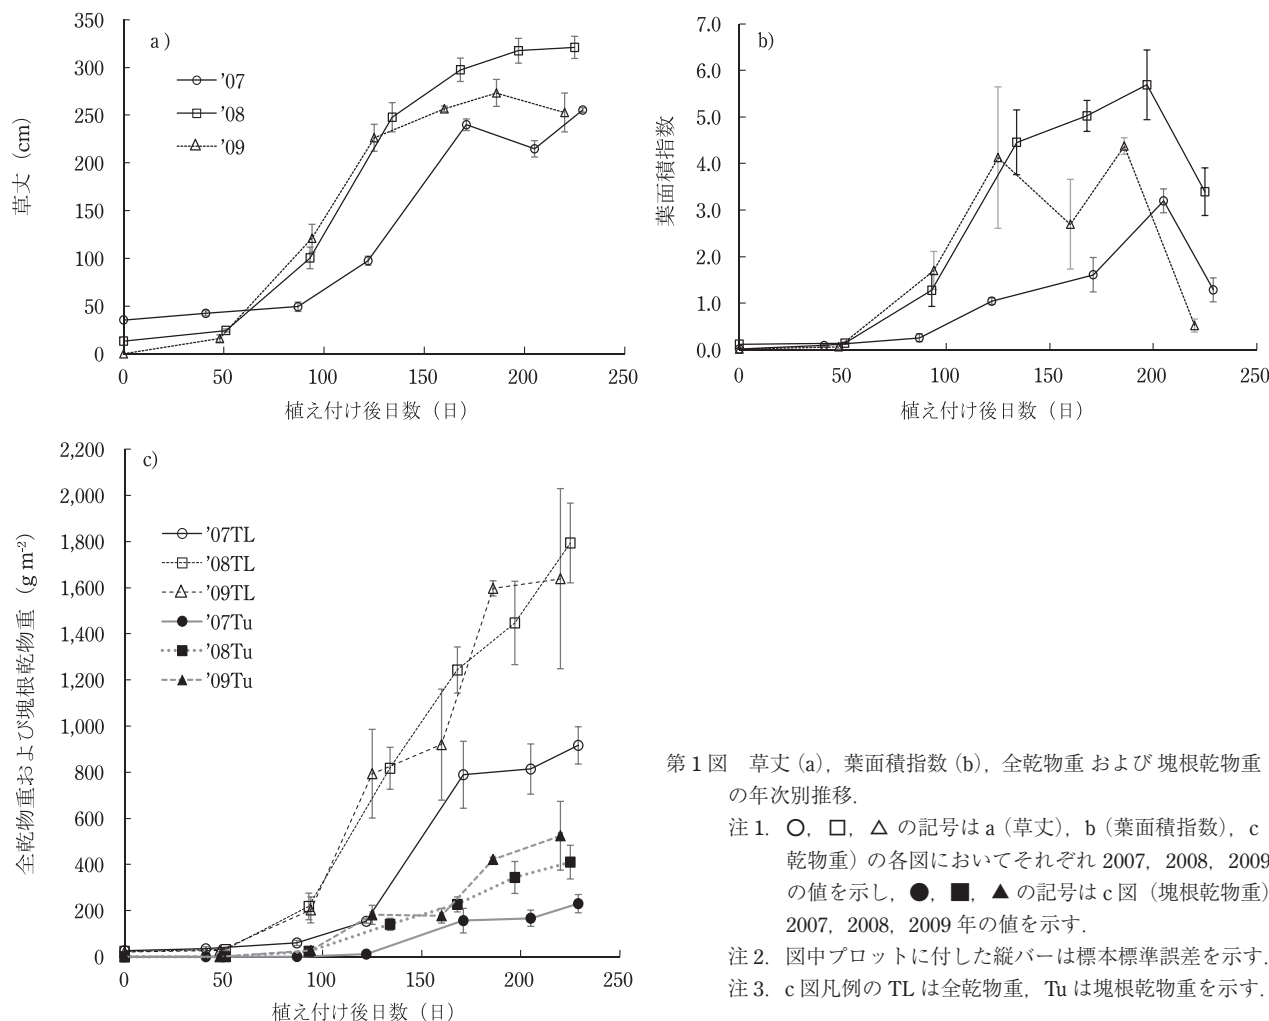 350
300
250
200
150
100
50
0
a )
’07
’08
’09
草丈 (cm)
0 50 100 150 200 250
植え付け後日数（日）
7.0
6.0
5.0
4.0
3.0
2.0
1.0
0.0
b)
葉面積指数
0 50 100 150 200 250
植え付け後日数（日）
2,200
2,000
1,800
1,600
1,400
1,200
1,000
800
600
400
200
0
c)
’07TL
’08TL
’09TL
’07Tu
’08Tu
’09Tu
全乾物重および塊根乾物重（g m⁻²）
0 50 100 150 200 250
植え付け後日数（日）
第 1 図　草丈 (a)，葉面積指数 (b)，全乾物重 および 塊根乾物重
の年次別推移．
注 1．○，□，△ の記号は a（草丈），b（葉面積指数），c
乾物重）の各図においてそれぞれ 2007，2008，2009
の値を示し，●，■，▲ の記号は c 図（塊根乾物重）
2007，2008，2009 年の値を示す．
注 2．図中プロットに付した縦バーは標本標準誤差を示す．
注 3．c 図凡例の TL は全乾物重，Tu は塊根乾物重を示す．